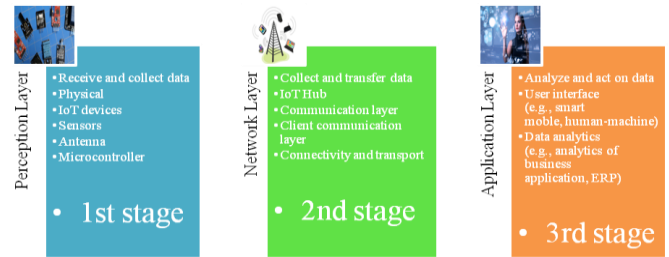 Perception Layer
• Receive and collect data
• Physical
• IoT devices
• Sensors
• Antenna
• Microcontroller
• 1st stage
Network Layer
• Collect and transfer data
• IoT Hub
• Communication layer
• Client communication
layer
• Connectivity and transport
• 2nd stage
Application Layer
• Analyze and act on data
• User interface
(e.g., smart
moble, human-machine)
• Data analytics
(e.g., analytics of
business
application, ERP)
• 3rd stage